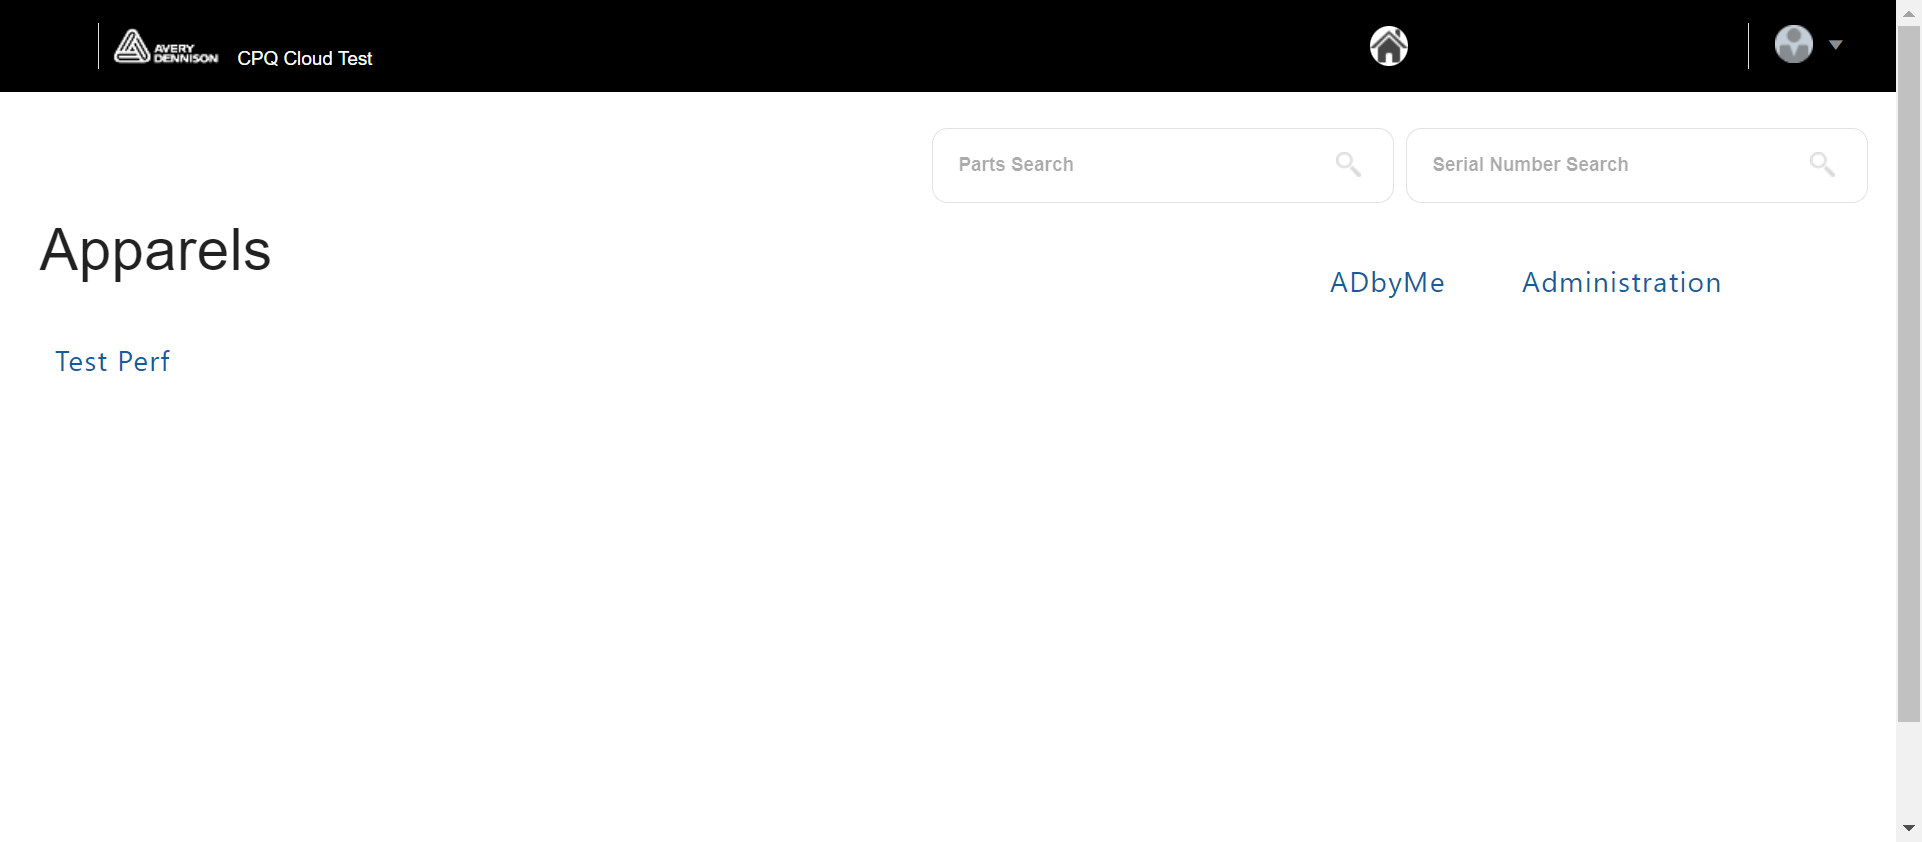 AVERY
DENNISON
CPQ Cloud Test
Parts Search
Serial Number Search
Apparels
ADbyMe
Administration
Test Perf